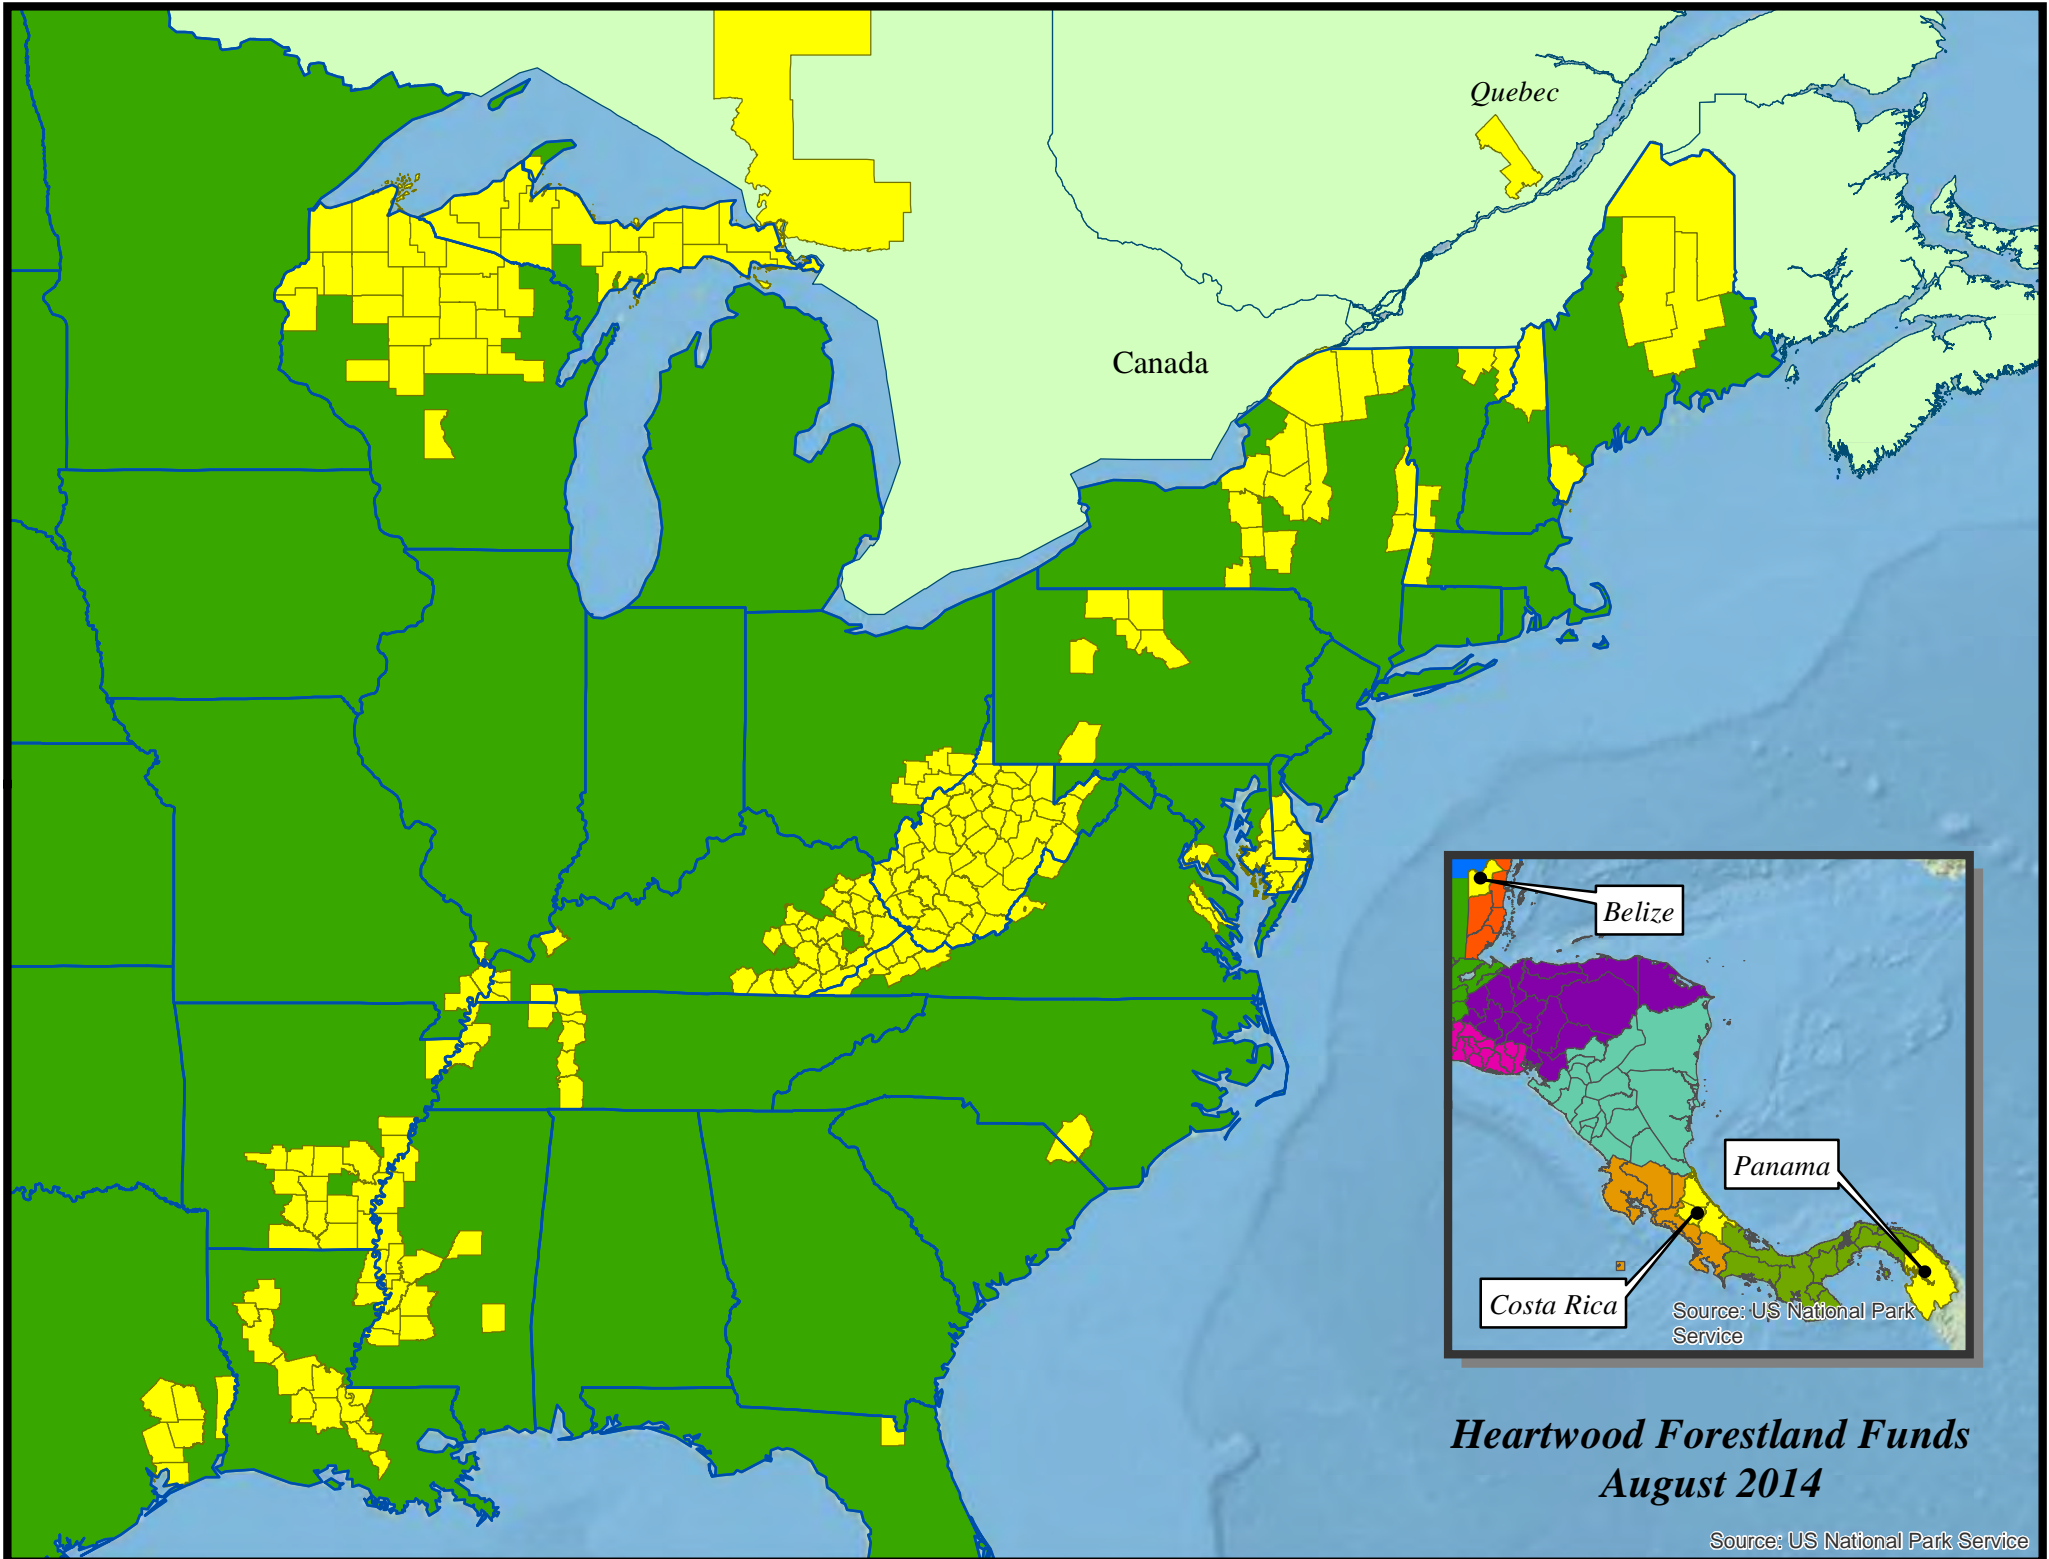 Quebec
Canada
Belize
Panama
Costa Rica
Source: US National Park
Service
Heartwood Forestland Funds
August 2014
Source: US National Park Service